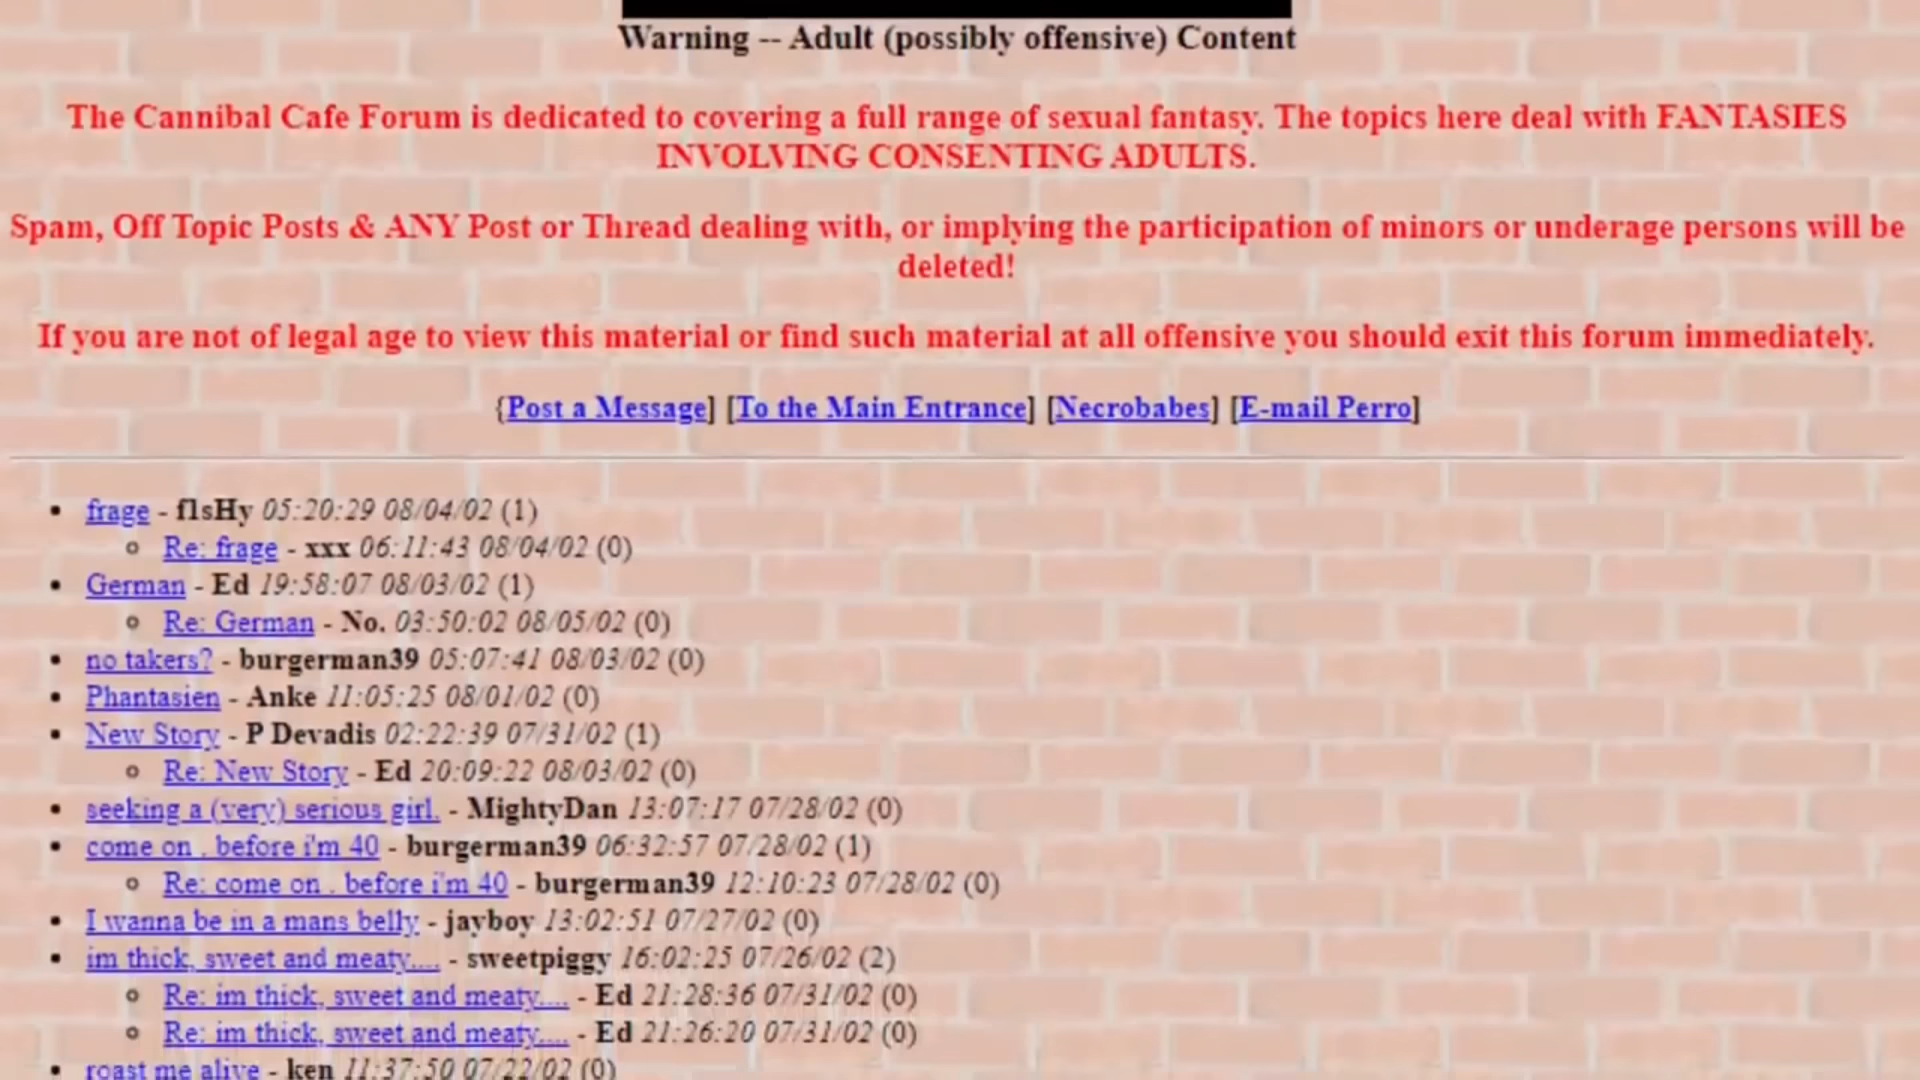 Warning -- Adult (possibly offensive) Content
The Cannibal Cafe Forum is dedicated to covering a full range of sexual fantasy. The topics here deal with FANTASIES
INVOLVING CONSENTING ADULTS.
Spam, Off Topic Posts & ANY Post or Thread dealing with, or implying the participation of minors or underage persons will be
deleted!
If you are not of legal age to view this material or find such material at all offensive you should exit this forum immediately.
{Post a Message] [To the Main Entrance] [Necrobabes] [E-mail Perro]
frage - flsHy 05:20:29 08/04/02 (1)
Re: frage - xxx 06:11:43 08/04/02 (0)
German - Ed 19:58:07 08/03/02 (1)
Re: German - No. 03:50:02 08/05/02 (0)
no takers? - burgerman39 05:07:41 08/03/02 (0)
Phantasien - Anke 11:05:25 08/01/02 (0)
New Story - P Devadis 02:22:39 07/31/02 (1)
Re: New Story - Ed 20:09:22 08/03/02 (0)
seeking a (very) serious girl. - MightyDan 13:07:17 07/28/02 (0)
come on . before i'm 40 - burgerman39 06:32:57 07/28/02 (1)
Re: come on . before i'm 40 - burgerman39 12:10:23 07/28/02 (0)
I wanna be in a mans belly - jayboy 13:02:51 07/27/02 (0)
im thick, sweet and meaty.... - sweetpiggy 16:02:25 07/26/02 (2)
Re: im thick, sweet and meaty.... - Ed 21:28:36 07/31/02 (0)
Re: im thick, sweet and meaty.... - Ed 21:26:20 07/31/02 (0)
roast me alive - ken 11:37:50 07/22/02 (0)